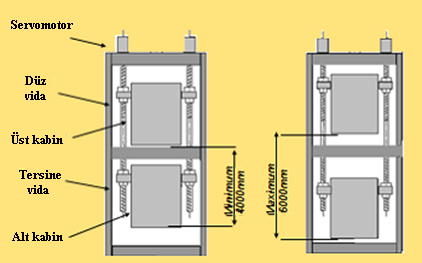 Servomotor
Düz
vida
Üst kabin
Tersine
vida
Alt kabin
Minimum
4000mm
Maximum
6000mm